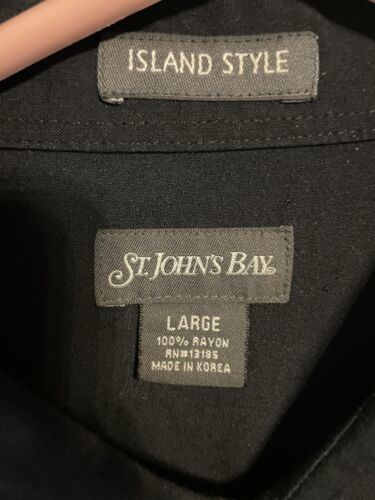 ISLAND STYLE
ST. JOHN'S BAY®
LARGE
100% RAYON
RN#13185
MADE IN KOREA